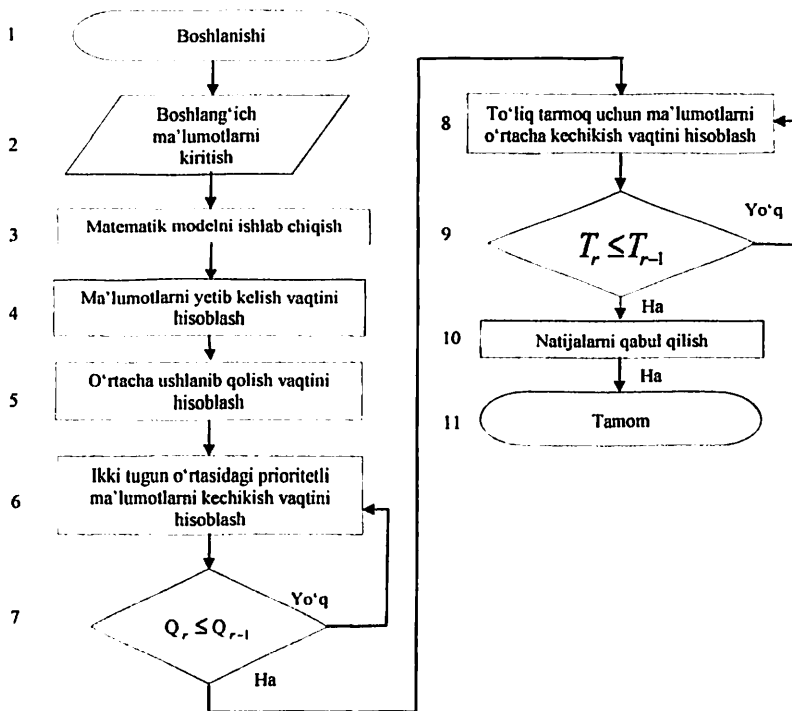 1
Boshlanishi
2
Boshlang‘ich
ma’lumotlarni
kiritish
3
Matematik modelni ishlab chiqish
4
Ma’lumotlarni yetib kelish vaqtini
hisoblash
5
O‘rtacha ushlanib qolish vaqtini
hisoblash
6
Ikki tugun o‘rtasidagi prioritetli
ma’lumotlarni kechikish vaqtini
hisoblash
7
Yo‘q
Q_r ≤ Q_{r-1}
Ha
8
To‘liq tarmoq uchun ma’lumotlarni
o‘rtacha kechikish vaqtini hisoblash
Yo‘q
9
T_r ≤ T_{r-1}
Ha
10
Natijalarni qabul qilish
Ha
11
Tamom